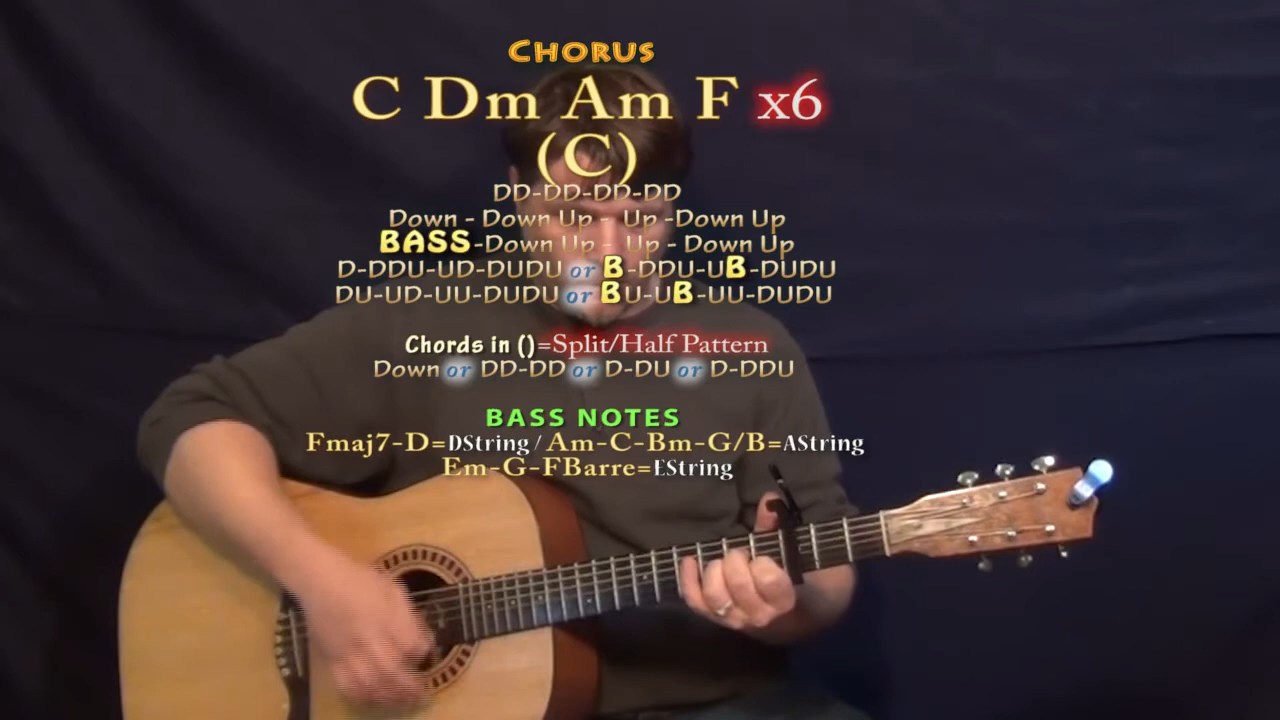 CHORUS
C Dm Am F x6
(C)
DD-DD-DD-DD
Down - Down Up - Up -Down Up
BASS-Down Up - Up - Down Up
D-DDU-UD-DUDU or B-DDU-UB-DUDU
DU-UD-UU-DUDU or BU-UB-UU-DUDU
Chords in ()=Split/Half Pattern
Down or DD-DD or D-DU or D-DDU
BASS NOTES
Fmaj7-D=DString / Am-C-Bm-G/B=AString
Em-G-FBarre=EString